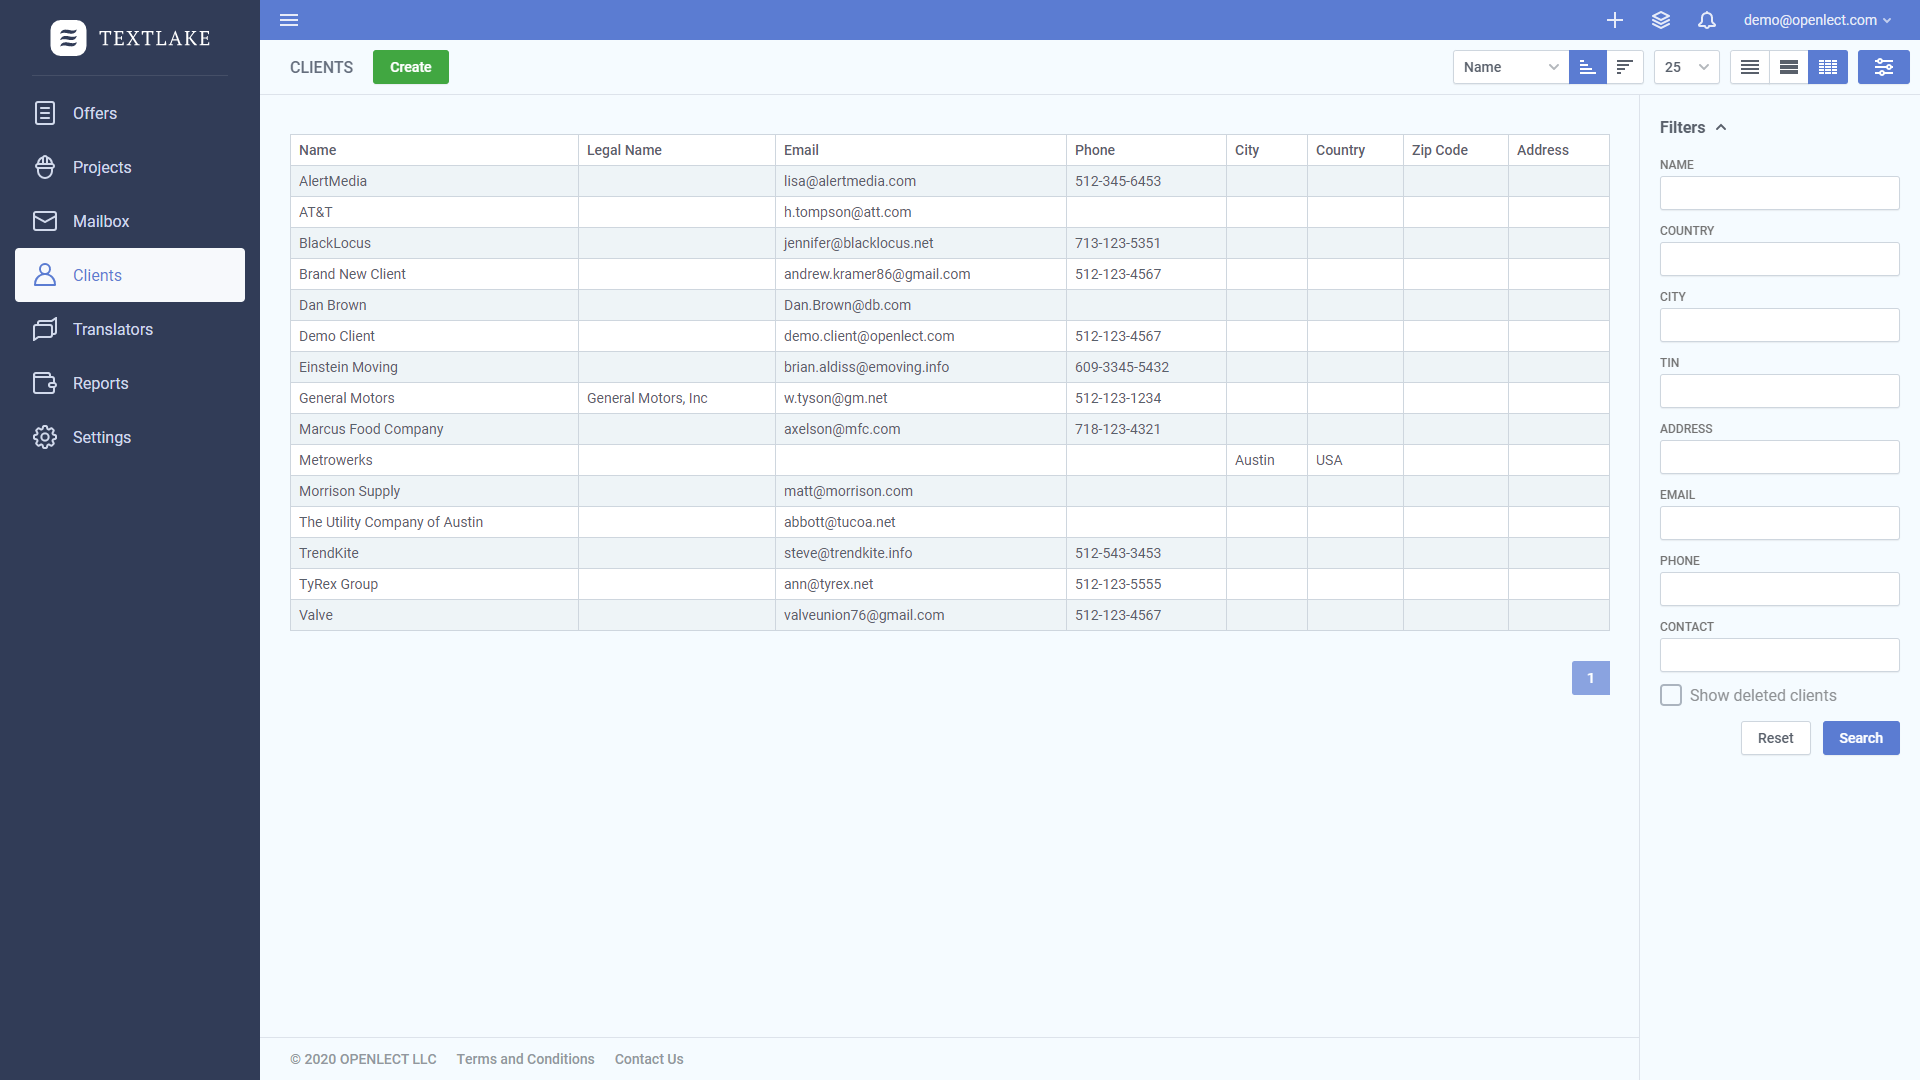 TEXTLAKE
demo@openlect.com
CLIENTS Create Name 25
Offers
Projects
Mailbox
Clients
Translators
Reports
Settings
Name Legal Name Email Phone City Country Zip Code Address
AlertMedia lisa@alertmedia.com 512-345-6453
AT&T h.tompson@att.com
BlackLocus jennifer@blacklocus.net 713-123-5351
Brand New Client andrew.kramer86@gmail.com 512-123-4567
Dan Brown Dan.Brown@db.com
Demo Client demo.client@openlect.com 512-123-4567
Einstein Moving brian.aldiss@emoving.info 609-3345-5432
General Motors General Motors, Inc w.tyson@gm.net 512-123-1234
Marcus Food Company axelson@mfc.com 718-123-4321
Metrowerks Austin USA
Morrison Supply matt@morrison.com
The Utility Company of Austin abbott@tucoa.net
TrendKite steve@trendkite.info 512-543-3453
TyRex Group ann@tyrex.net 512-123-5555
Valve valveunion76@gmail.com 512-123-4567
1
Filters
NAME
COUNTRY
CITY
TIN
ADDRESS
EMAIL
PHONE
CONTACT
Show deleted clients
Reset Search
© 2020 OPENLECT LLC Terms and Conditions Contact Us